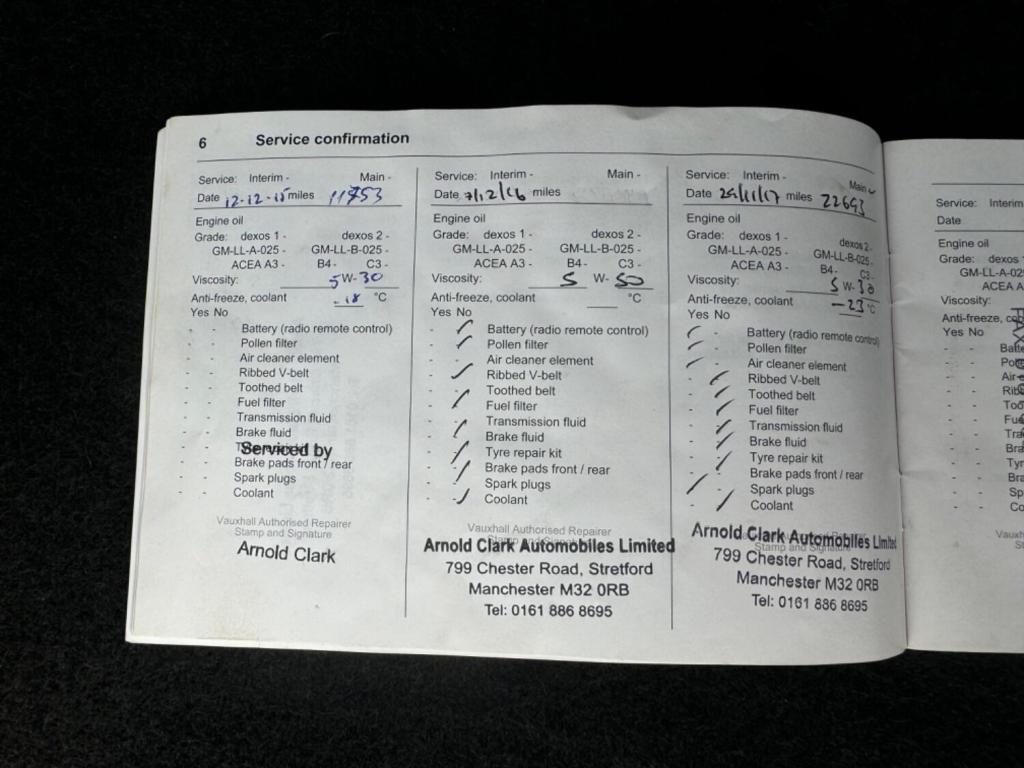 6 Service confirmation
Service: Interim - Main -
Date 12-12-15 miles 11753
Engine oil
Grade: dexos 1 - dexos 2 -
GM-LL-A-025 - GM-LL-B-025 -
ACEA A3 - B4 - C3 -
Viscosity: 5W-30
Anti-freeze, coolant -18 °C
Yes No
- - Battery (radio remote control)
- - Pollen filter
- - Air cleaner element
- - Ribbed V-belt
- - Toothed belt
- - Fuel filter
- - Transmission fluid
- - Brake fluid
Serviced by
- - Brake pads front / rear
- - Spark plugs
- - Coolant
Vauxhall Authorised Repairer
Stamp and Signature
Arnold Clark
Service: Interim - Main -
Date 7/12/16 miles
Engine oil
Grade: dexos 1 - dexos 2 -
GM-LL-A-025 - GM-LL-B-025 -
ACEA A3 - B4 - C3 -
Viscosity: 5 W- 50
Anti-freeze, coolant °C
Yes No
Battery (radio remote control)
Pollen filter
Air cleaner element
Ribbed V-belt
Toothed belt
Fuel filter
Transmission fluid
Brake fluid
Tyre repair kit
Brake pads front / rear
Spark plugs
Coolant
Vauxhall Authorised Repairer
Stamp and Signature
Arnold Clark Automobiles Limited
799 Chester Road, Stretford
Manchester M32 0RB
Tel: 0161 886 8695
Service: Interim - Main
Date 29/11/17 miles 22693
Engine oil
Grade: dexos 1 - dexos 2 -
GM-LL-A-025 - GM-LL-B-025 -
ACEA A3 - B4 - C3 -
Viscosity: 5 W- 30
Anti-freeze, coolant -23 °C
Yes No
Battery (radio remote control)
Pollen filter
Air cleaner element
Ribbed V-belt
Toothed belt
Fuel filter
Transmission fluid
Brake fluid
Tyre repair kit
Brake pads front / rear
Spark plugs
Coolant
Stamp and Signature
Arnold Clark Automobiles Limited
799 Chester Road, Stretford
Manchester M32 0RB
Tel: 0161 886 8695
Service: Interim
Date
Engine oil
Grade: dexos
GM-LL-A-02
ACEA A
Viscosity:
Anti-freeze,
Yes No